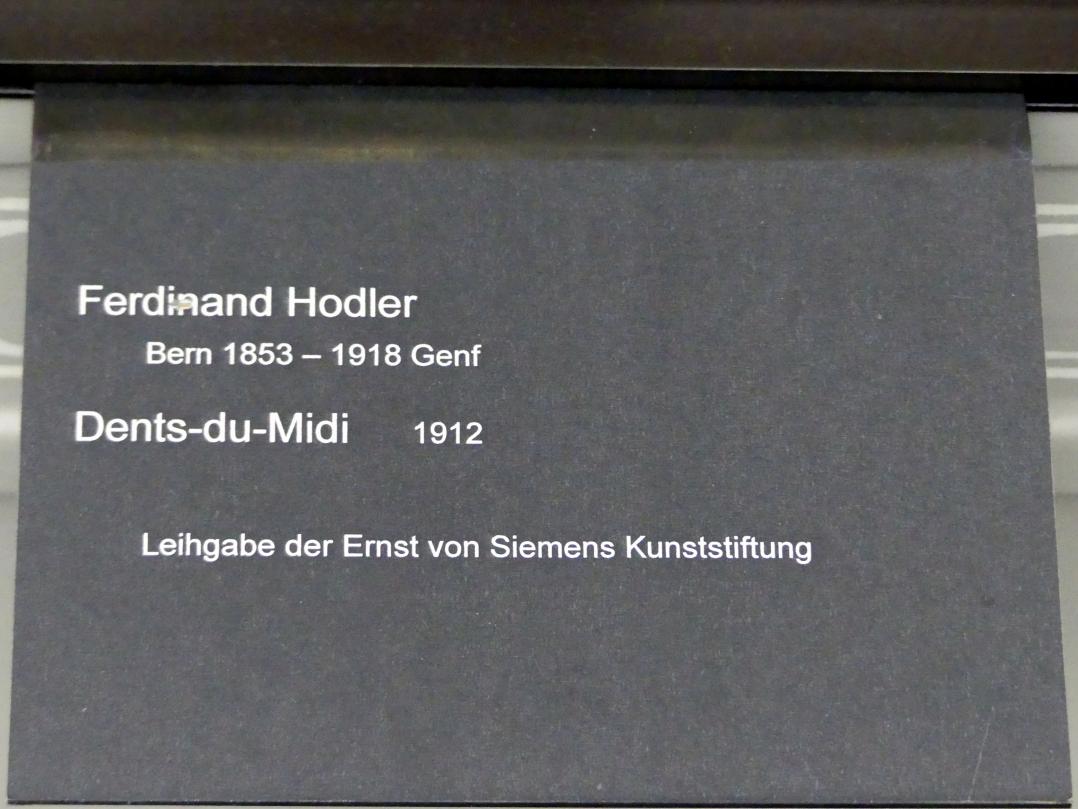 Ferdinand Hodler
Bern 1853 – 1918 Genf
Dents-du-Midi 1912
Leihgabe der Ernst von Siemens Kunststiftung